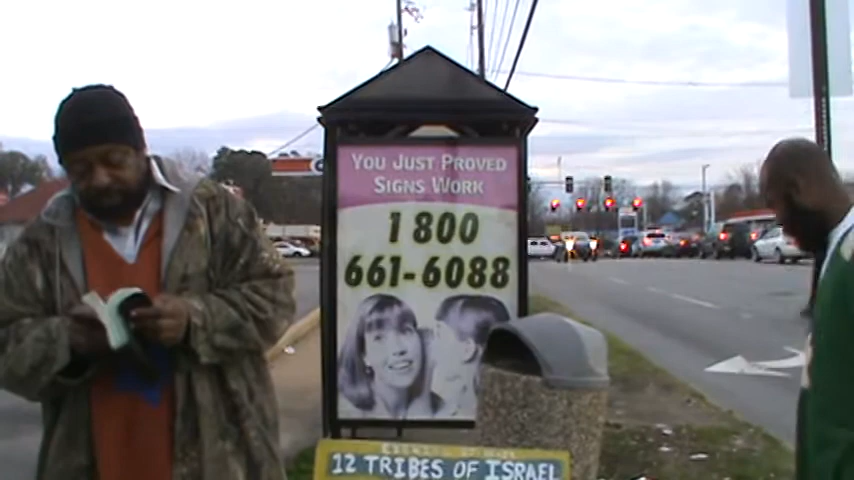 YOU JUST PROVED
SIGNS WORK
1 800
661-6088
12 TRIBES OF ISRAEL